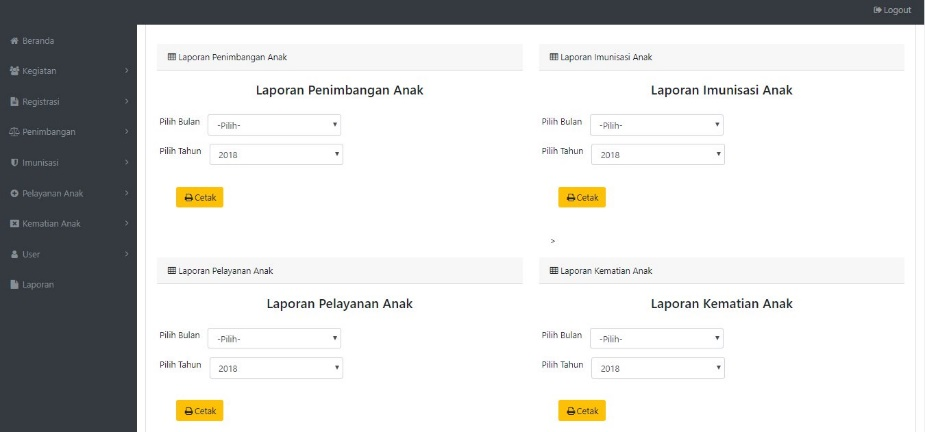 Logout
Beranda
Kegiatan
Registrasi
Penimbangan
Imunisasi
Pelayanan Anak
Kematian Anak
User
Laporan
Laporan Penimbangan Anak
Laporan Penimbangan Anak
Pilih Bulan -Pilih-
Pilih Tahun 2018
Cetak
Laporan Imunisasi Anak
Laporan Imunisasi Anak
Pilih Bulan -Pilih-
Pilih Tahun 2018
Cetak
>
Laporan Pelayanan Anak
Laporan Pelayanan Anak
Pilih Bulan -Pilih-
Pilih Tahun 2018
Cetak
Laporan Kematian Anak
Laporan Kematian Anak
Pilih Bulan -Pilih-
Pilih Tahun 2018
Cetak